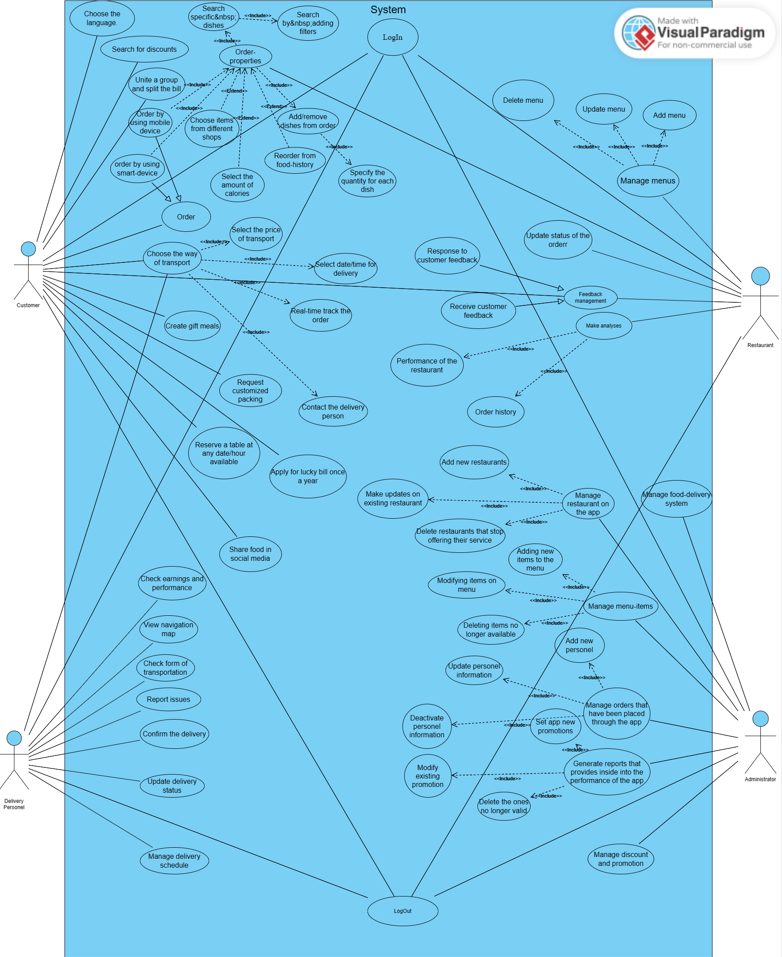 System
Made with
VisualParadigm
For non-commercial use
Choose the
language.
Search
specific&nbsp;
dishes
<<Include>>
Search
by&nbsp;adding
filters
LogIn
Search for discounts
<<Include>>
Order-
properties
Unite a group
and split the bill
<<Include>>
<<Include>>
<<Extend>>
<<Include>>
<<Extend>>
<<Extend>>
Order by
using mobile
device
Choose items
from different
shops
Add/remove
dishes from order
<<Include>>
order by using
smart-device
Reorder from
food-history
Select the
amount of
calories
Specify the
quantity for each
dish
Delete menu
Update menu
Add menu
<<Include>>
<<Include>>
<<Include>>
Manage menus
Order
Select the price
of transport
<<Include>>
Choose the way
of transport
<<Include>>
Select date/time for
delivery
<<Include>>
Real-time track the
order
<<Include>>
Customer
Update status of the
orderr
Response to
customer feedback
Feedback
management
Receive customer
feedback
Make analyses
Restaurant
<<Include>>
Performance of the
restaurant
<<Include>>
Order history
Create gift meals
Request
customized
packing
Contact the delivery
person
Reserve a table at
any date/hour
available
Apply for lucky bill once
a year
Share food in
social media
Add new restaurants
<<Include>>
Make updates on
existing restaurant
<<Include>>
Manage
restaurant on
the app
<<Include>>
Delete restaurants that stop
offering their service
Manage food-delivery
system
Adding new
items to the
menu
<<Include>>
Modifying items on
menu
<<Include>>
Manage menu-items
<<Include>>
Deleting items no
longer available
Add new
personel
<<Include>>
Update personel
information
<<Include>>
Manage orders that
have been placed
through the app
<<Include>>
Deactivate
personel
information
Set app new
promotions
<<Include>>
Generate reports that
provides inside into the
performance of the app
<<Include>>
Modify
existing
promotion
<<Include>>
Delete the ones
no longer valid
Manage discount
and promotion
Administrator
Check earnings and
performance
View navigation
map
Check form of
transportation
Report issues
Confirm the delivery
Update delivery
status
Manage delivery
schedule
Delivery
Personel
LogOut